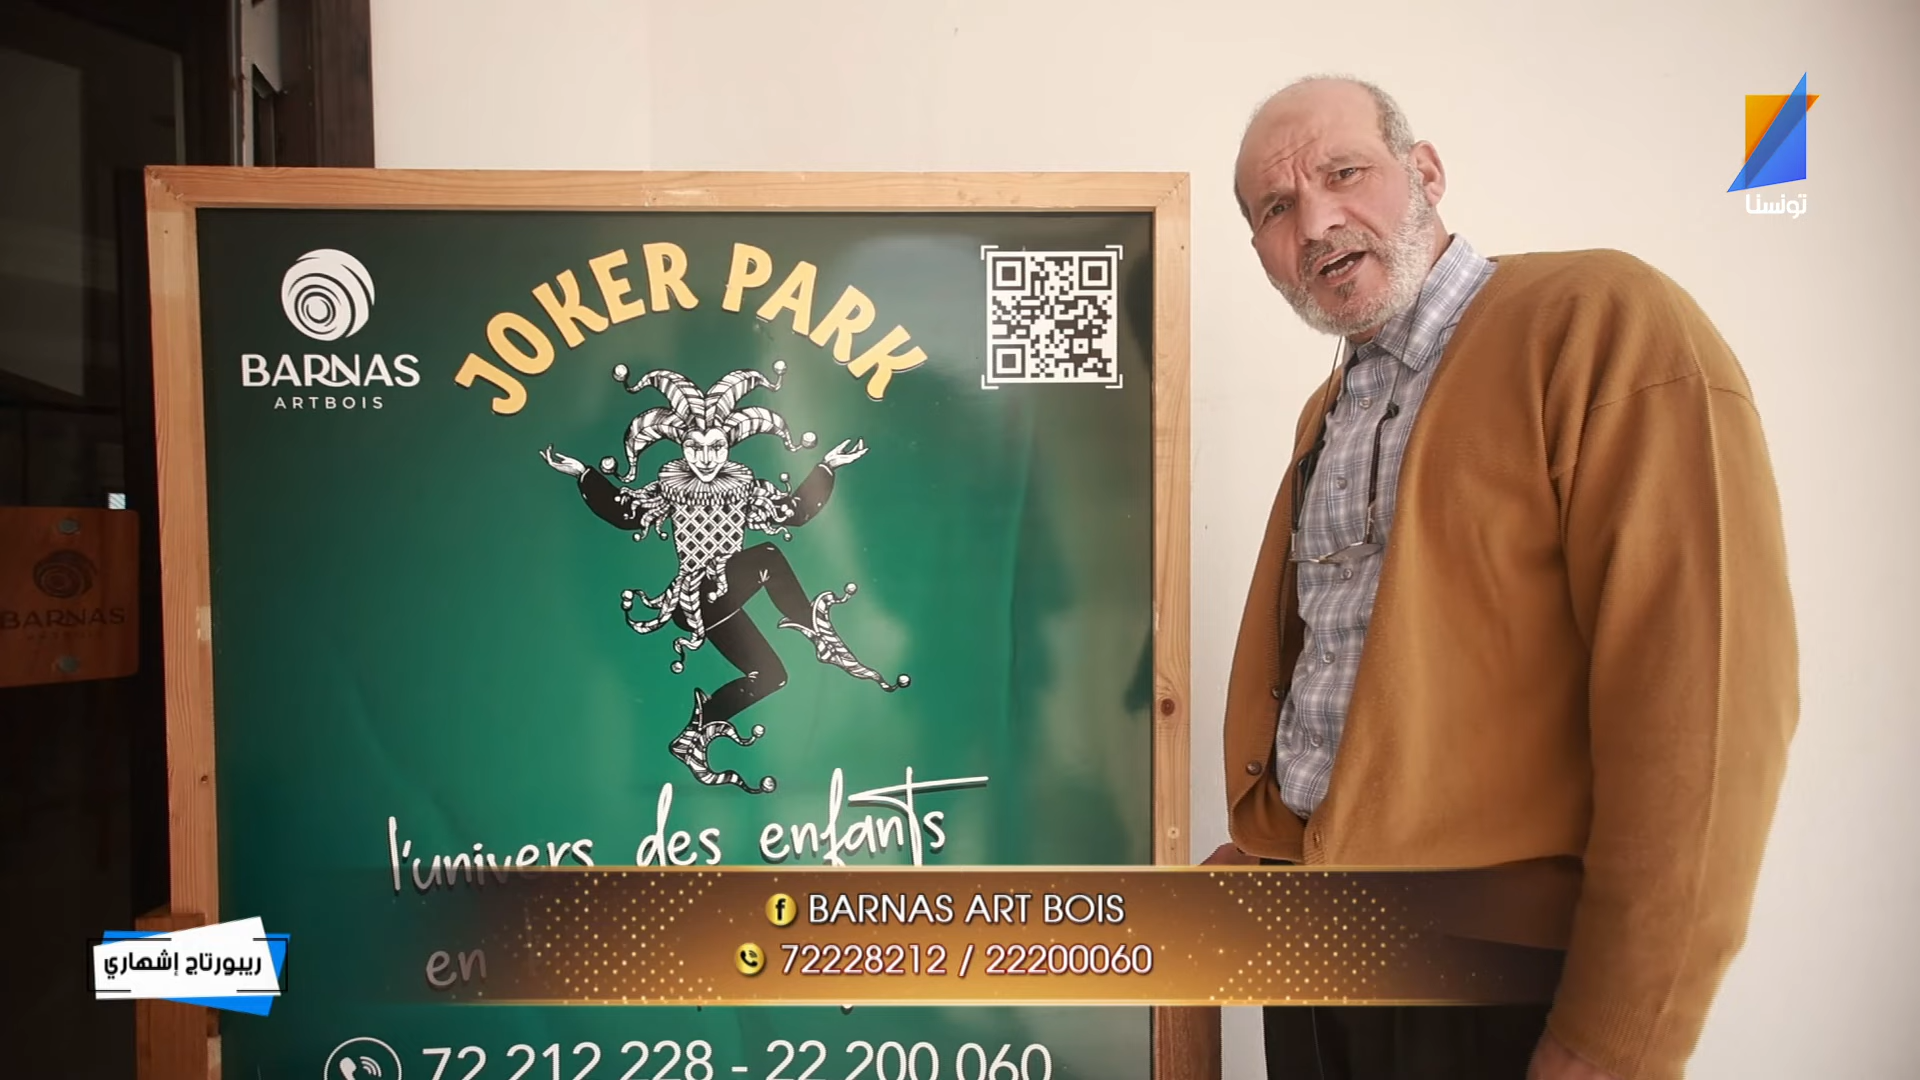 تونسنا
BARNAS
ARTBOIS
JOKER PARK
BARNAS
l'univers des enfants
en
BARNAS ART BOIS
72228212 / 22200060
ريبورتاج إشهاري
72 212 228 - 22 200 060